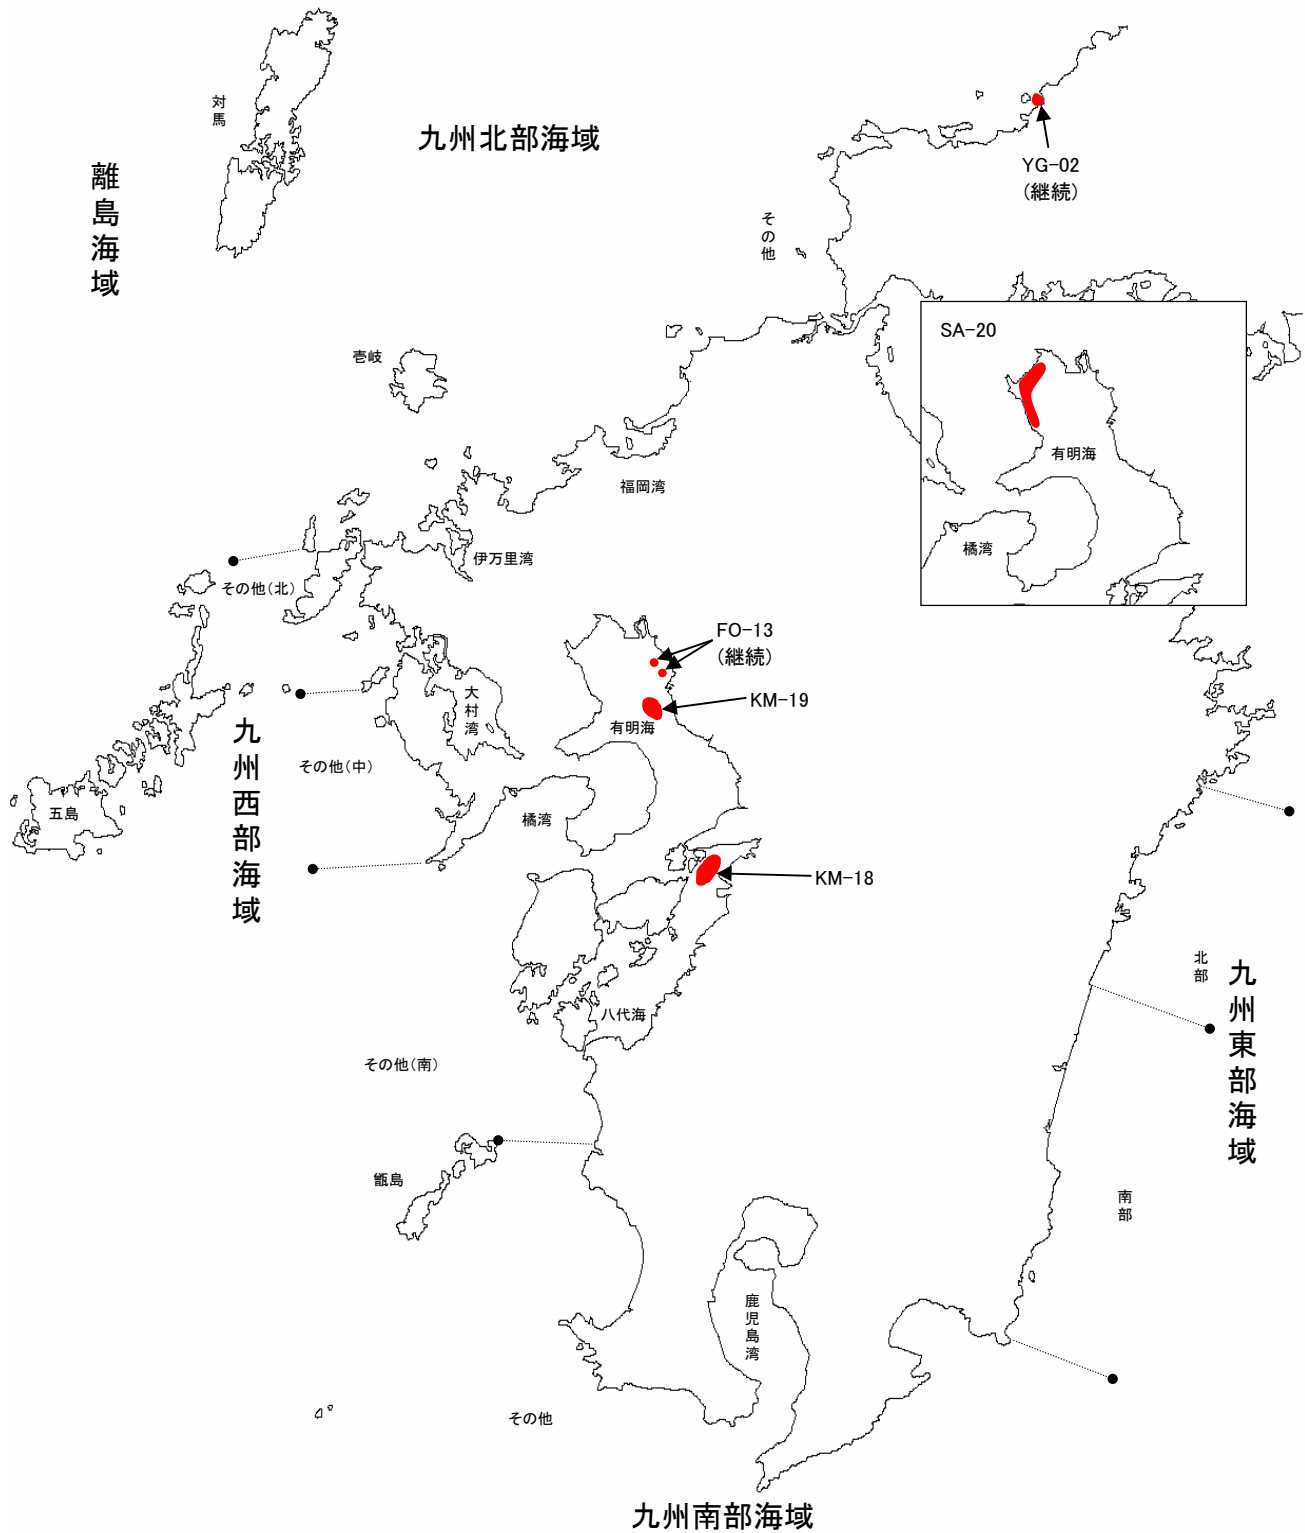 対馬
九州北部海域
離島海域
YG-02
(継続)
その他
SA-20
有明海
橘湾
壱岐
福岡湾
伊万里湾
その他(北)
FO-13
(継続)
KM-19
有明海
大村湾
九州西部海域
その他(中)
五島
橘湾
KM-18
北部
九州東部海域
八代海
その他(南)
甑島
南部
鹿児島湾
その他
九州南部海域